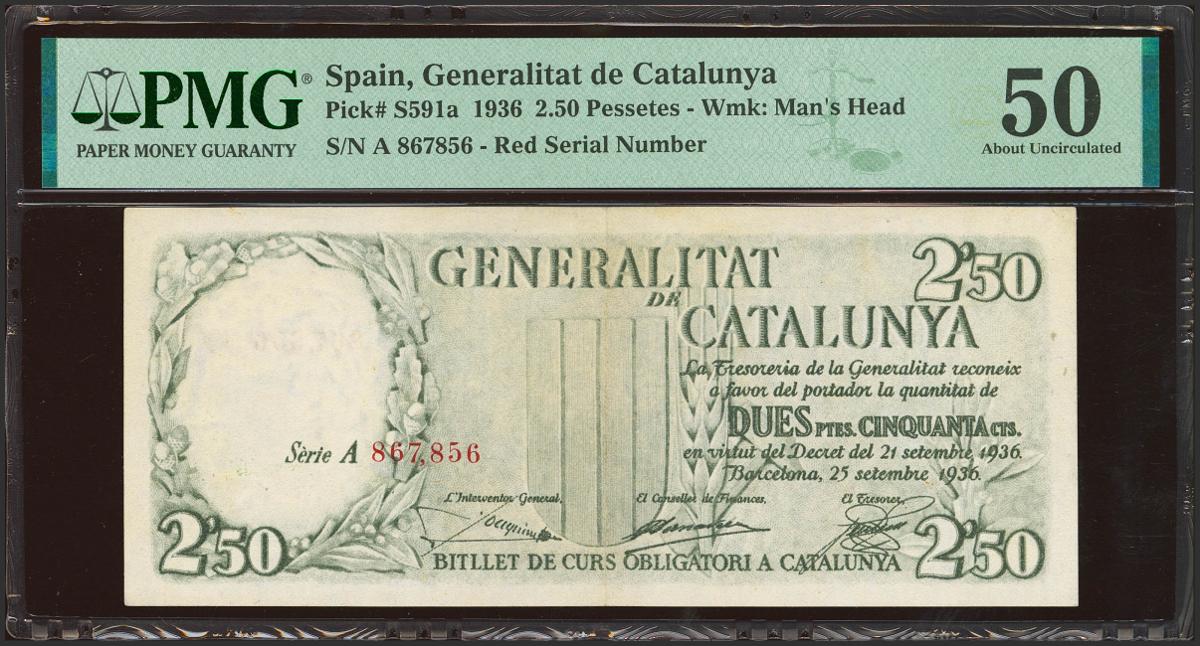 PMG®
PAPER MONEY GUARANTY
Spain, Generalitat de Catalunya
Pick# S591a 1936 2.50 Pessetes - Wmk: Man's Head
S/N A 867856 - Red Serial Number
50
About Uncirculated
GENERALITAT
DE
CATALUNYA
2'50
La Tresoreria de la Generalitat reconeix
a favor del portador la quantitat de
DUES PTES. CINQUANTA CTS.
en virtut del Decret del 21 setembre, 1936.
Barcelona, 25 setembre 1936.
Sèrie A 867,856
L'Interventor General,
El Conseller de Finances,
El Tresorer,
2'50
BITLLET DE CURS OBLIGATORI A CATALUNYA
2'50